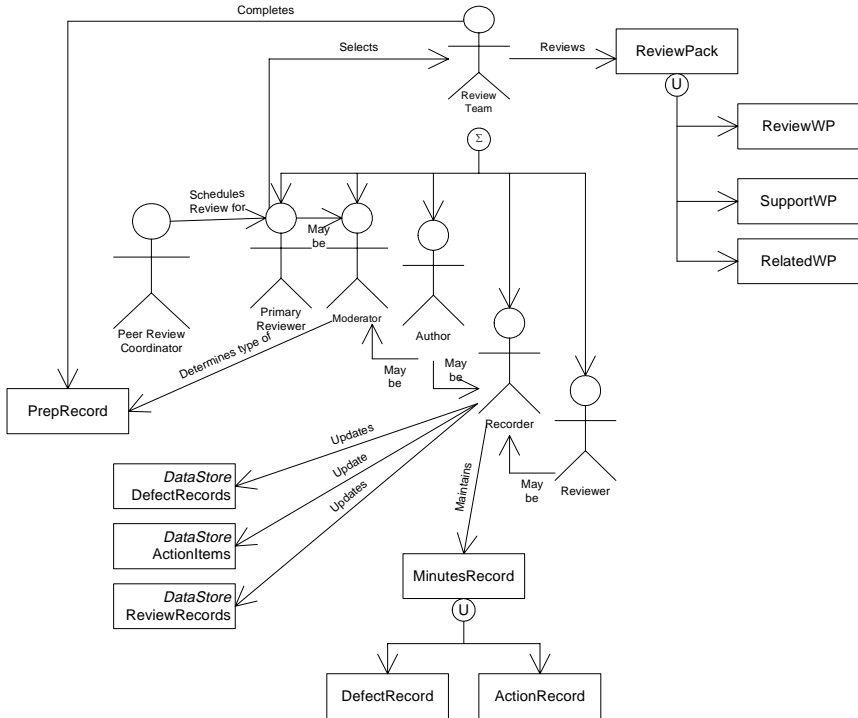 Completes
Selects
Reviews
ReviewPack
U
Review
Team
ReviewWP
Σ
Schedules
Review for
May
be
SupportWP
RelatedWP
Primary
Reviewer
Moderator
Author
Peer Review
Coordinator
Determines type of
May
be
May
be
PrepRecord
Recorder
Updates
DataStore
DefectRecords
Update
Maintains
May
be
Reviewer
Updates
DataStore
ActionItems
MinutesRecord
DataStore
ReviewRecords
U
DefectRecord
ActionRecord